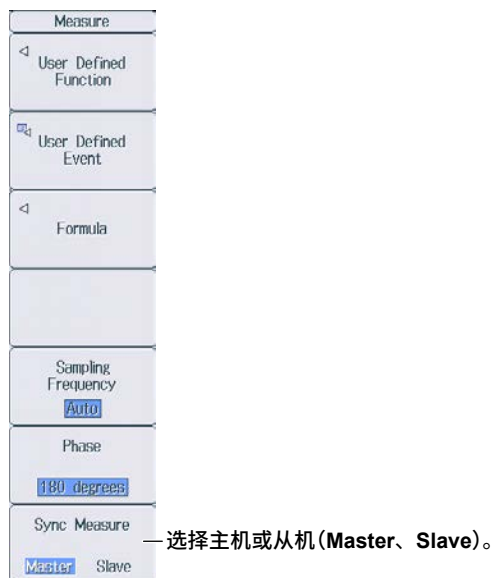 Measure
User Defined
Function
User Defined
Event
Formula
Sampling
Frequency
Auto
Phase
180 degrees
Sync Measure
Master Slave
选择主机或从机(Master、Slave)。